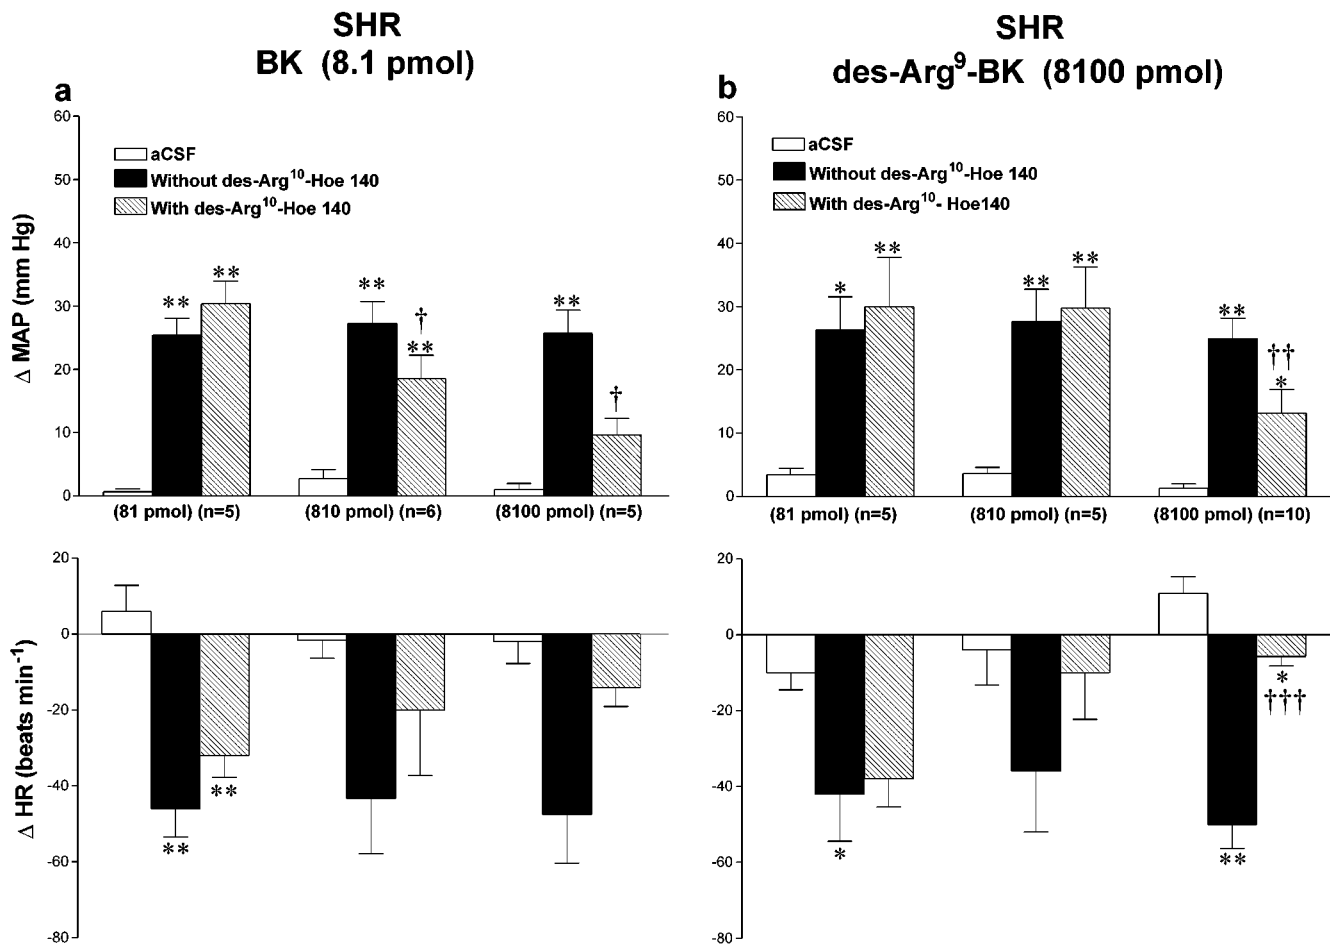 SHR
BK (8.1 pmol)
a
60
50
40
30
20
10
0
Δ MAP (mm Hg)
aCSF
Without des-Arg¹⁰-Hoe 140
With des-Arg¹⁰-Hoe 140
**
**
**
†
**
**
†
(81 pmol) (n=5)
(810 pmol) (n=6)
(8100 pmol) (n=5)
20
0
-20
-40
-60
-80
Δ HR (beats min⁻¹)
**
**
SHR
des-Arg⁹-BK (8100 pmol)
b
60
50
40
30
20
10
0
aCSF
Without des-Arg¹⁰-Hoe 140
With des-Arg¹⁰- Hoe140
*
**
**
**
**
††
*
(81 pmol) (n=5)
(810 pmol) (n=5)
(8100 pmol) (n=10)
20
0
-20
-40
-60
-80
*
**
*
†††